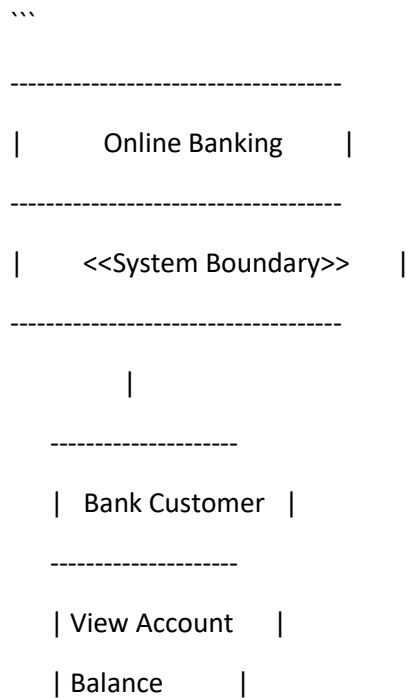 ```
-------------------------------------
|          Online Banking       |
-------------------------------------
|       <<System Boundary>>      |
-------------------------------------
|
---------------------
|   Bank Customer   |
---------------------
| View Account     |
| Balance          |